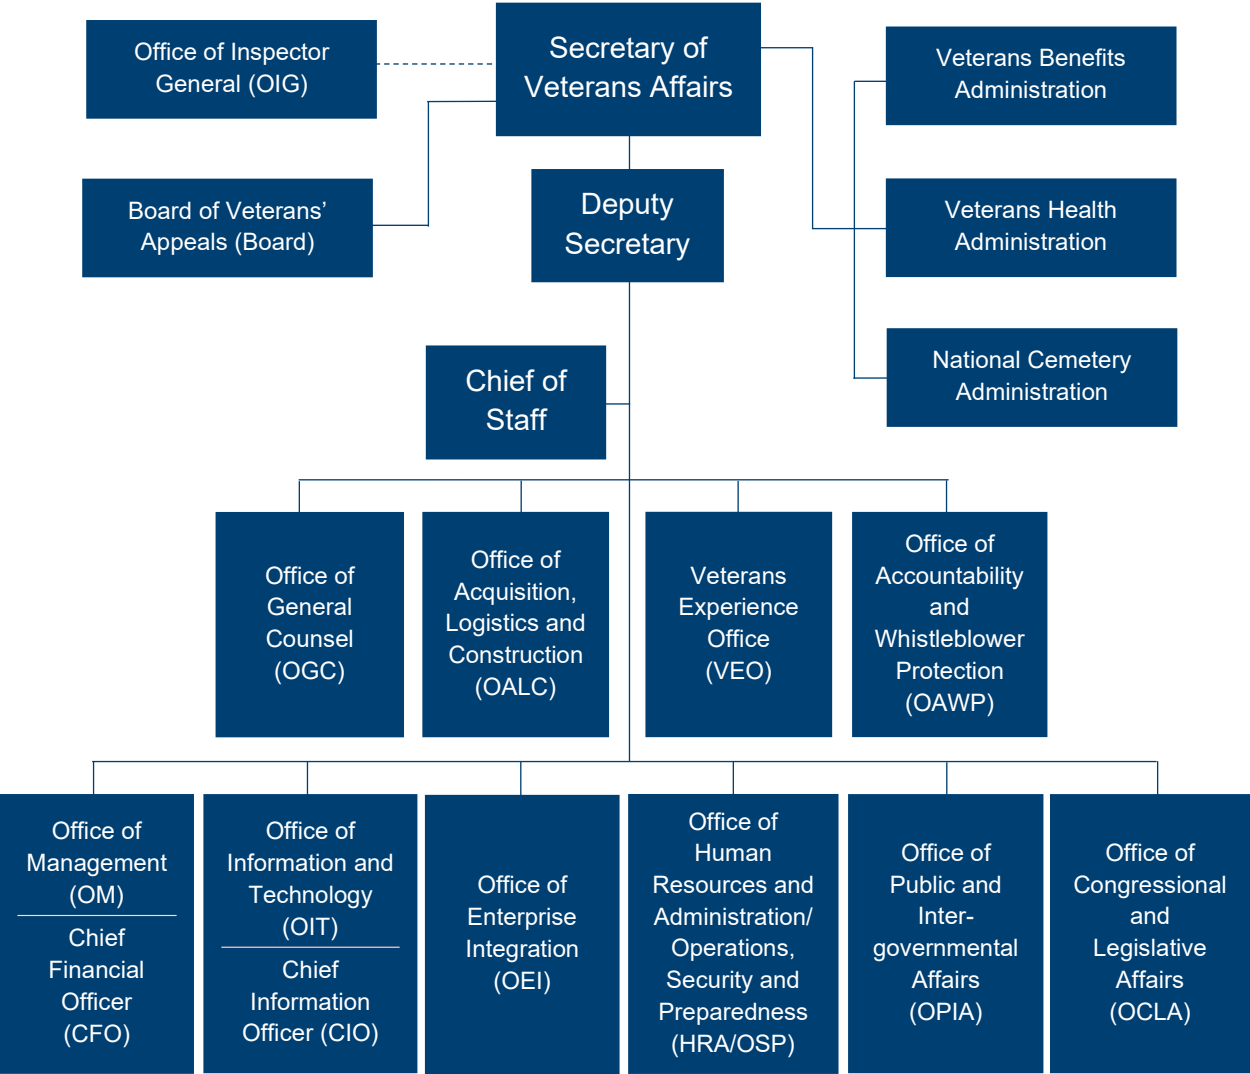 Office of Inspector
General (OIG)
Secretary of
Veterans Affairs
Veterans Benefits
Administration
Board of Veterans’
Appeals (Board)
Deputy
Secretary
Veterans Health
Administration
Chief of
Staff
National Cemetery
Administration
Office of
General
Counsel
(OGC)
Office of
Acquisition,
Logistics and
Construction
(OALC)
Veterans
Experience
Office
(VEO)
Office of
Accountability
and
Whistleblower
Protection
(OAWP)
Office of
Management
(OM)
Chief
Financial
Officer
(CFO)
Office of
Information and
Technology
(OIT)
Chief
Information
Officer (CIO)
Office of
Enterprise
Integration
(OEI)
Office of
Human
Resources and
Administration/
Operations,
Security and
Preparedness
(HRA/OSP)
Office of
Public and
Inter-
governmental
Affairs
(OPIA)
Office of
Congressional
and
Legislative
Affairs
(OCLA)